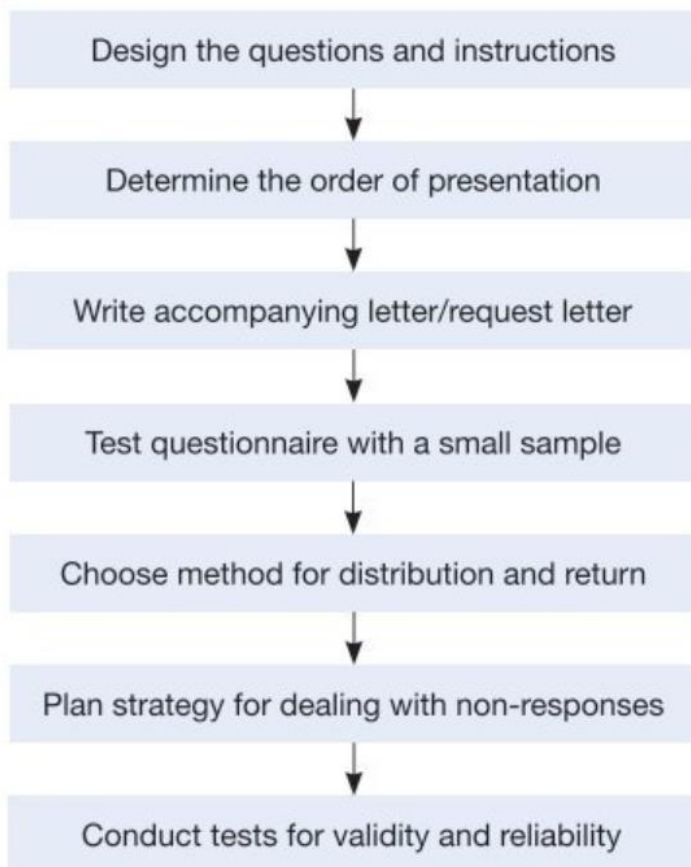 Design the questions and instructions
Determine the order of presentation
Write accompanying letter/request letter
Test questionnaire with a small sample
Choose method for distribution and return
Plan strategy for dealing with non-responses
Conduct tests for validity and reliability